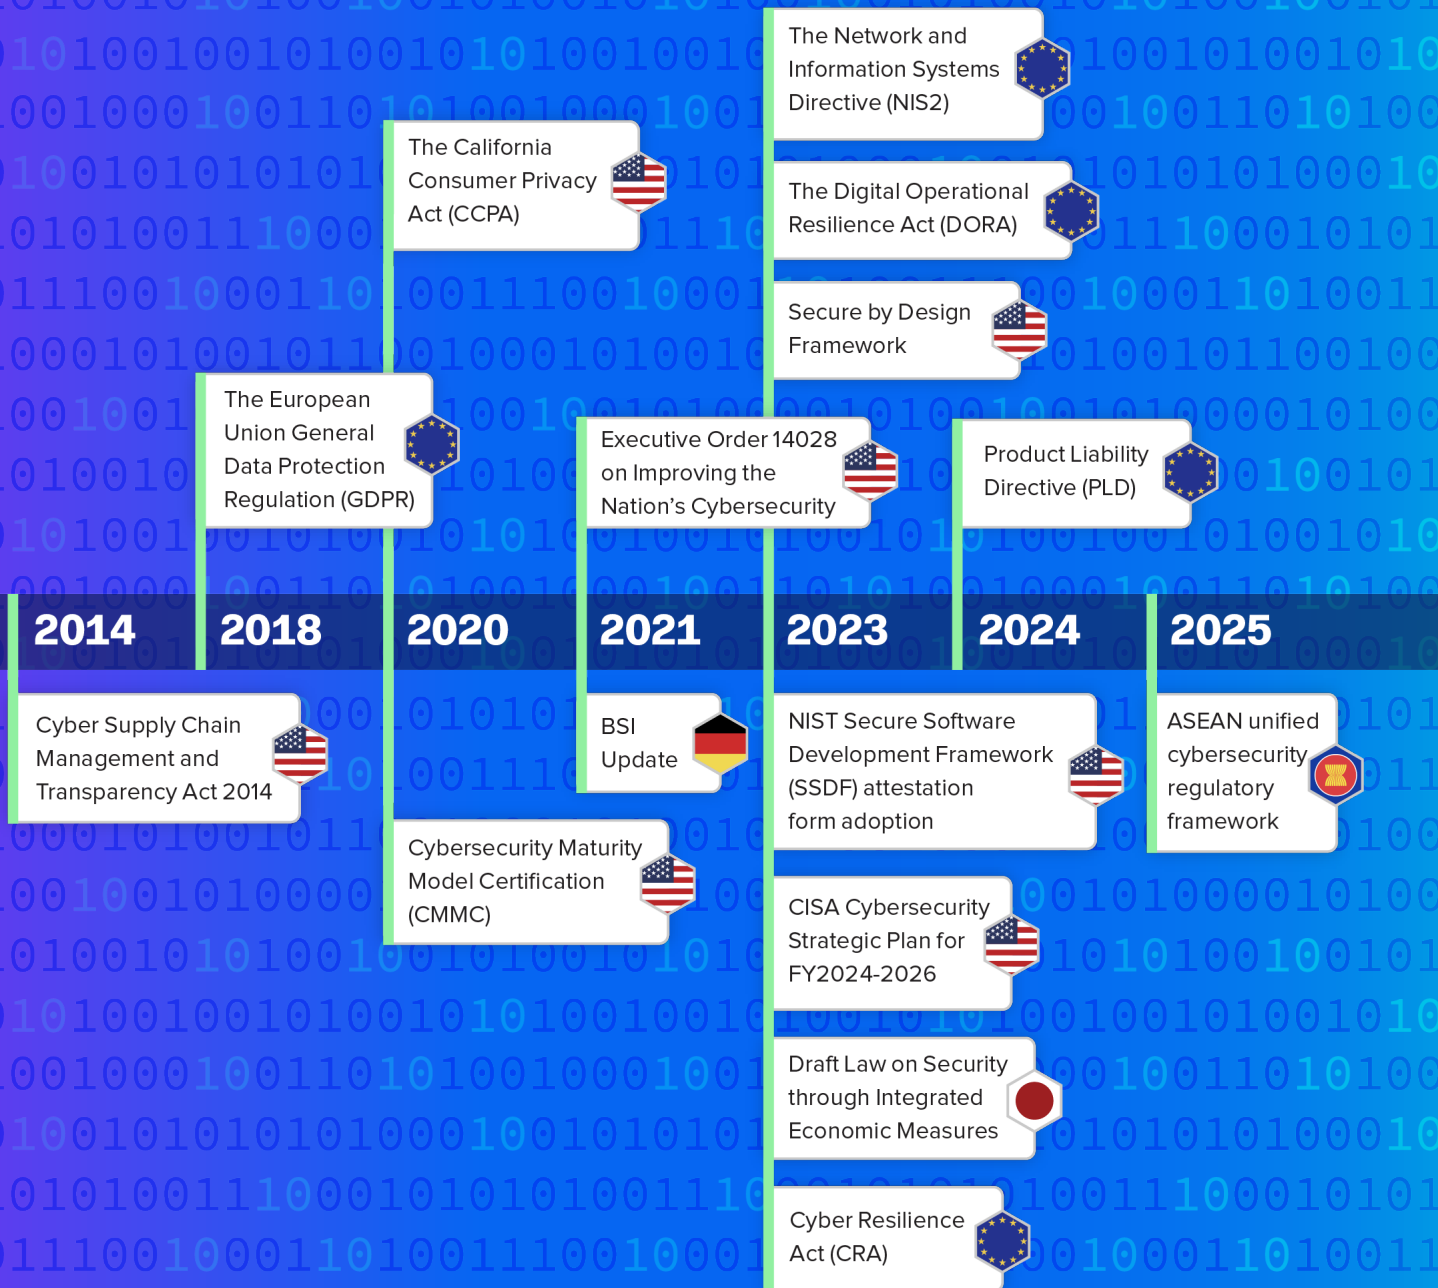 The Network and
Information Systems
Directive (NIS2)
The California
Consumer Privacy
Act (CCPA)
The Digital Operational
Resilience Act (DORA)
Secure by Design
Framework
The European
Union General
Data Protection
Regulation (GDPR)
Executive Order 14028
on Improving the
Nation’s Cybersecurity
Product Liability
Directive (PLD)
2014
2018
2020
2021
2023
2024
2025
Cyber Supply Chain
Management and
Transparency Act 2014
BSI
Update
NIST Secure Software
Development Framework
(SSDF) attestation
form adoption
ASEAN unified
cybersecurity
regulatory
framework
Cybersecurity Maturity
Model Certification
(CMMC)
CISA Cybersecurity
Strategic Plan for
FY2024-2026
Draft Law on Security
through Integrated
Economic Measures
Cyber Resilience
Act (CRA)